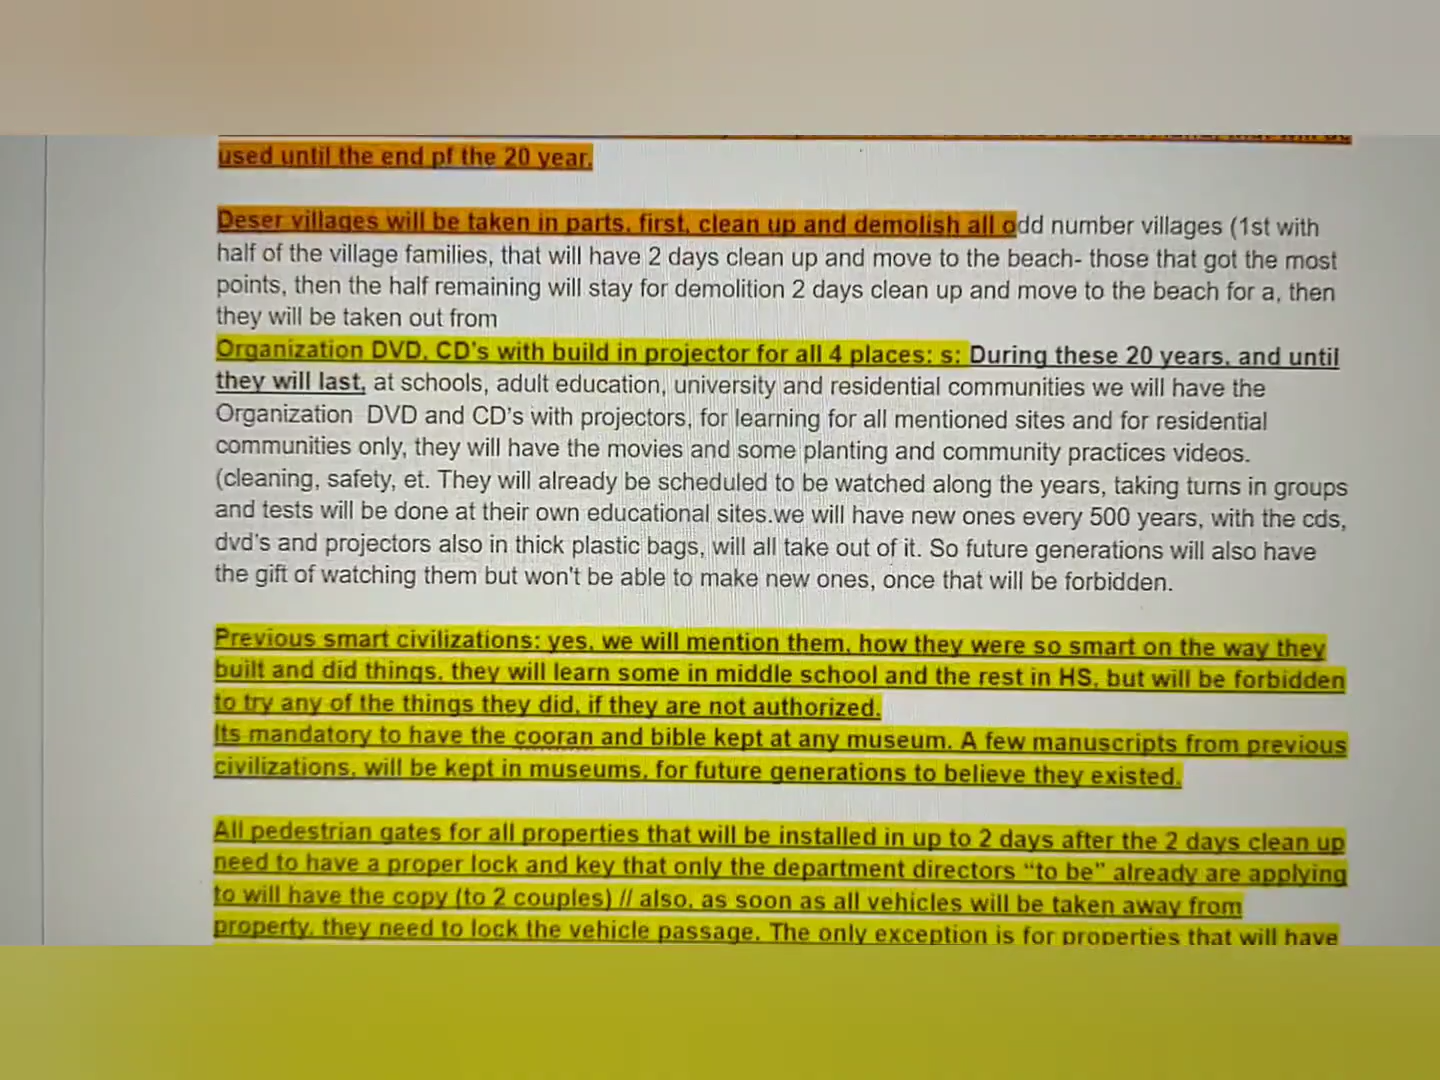 used until the end pf the 20 year.
Deser villages will be taken in parts, first, clean up and demolish all odd number villages (1st with
half of the village families, that will have 2 days clean up and move to the beach- those that got the most
points, then the half remaining will stay for demolition 2 days clean up and move to the beach for a, then
they will be taken out from
Organization DVD, CD's with build in projector for all 4 places: s: During these 20 years, and until
they will last, at schools, adult education, university and residential communities we will have the
Organization DVD and CD's with projectors, for learning for all mentioned sites and for residential
communities only, they will have the movies and some planting and community practices videos.
(cleaning, safety, et. They will already be scheduled to be watched along the years, taking turns in groups
and tests will be done at their own educational sites.we will have new ones every 500 years, with the cds,
dvd's and projectors also in thick plastic bags, will all take out of it. So future generations will also have
the gift of watching them but won't be able to make new ones, once that will be forbidden.
Previous smart civilizations: yes, we will mention them, how they were so smart on the way they
built and did things, they will learn some in middle school and the rest in HS, but will be forbidden
to try any of the things they did, if they are not authorized.
Its mandatory to have the cooran and bible kept at any museum. A few manuscripts from previous
civilizations, will be kept in museums, for future generations to believe they existed.
All pedestrian gates for all properties that will be installed in up to 2 days after the 2 days clean up
need to have a proper lock and key that only the department directors “to be” already are applying
to will have the copy (to 2 couples) // also, as soon as all vehicles will be taken away from
property, they need to lock the vehicle passage. The only exception is for properties that will have